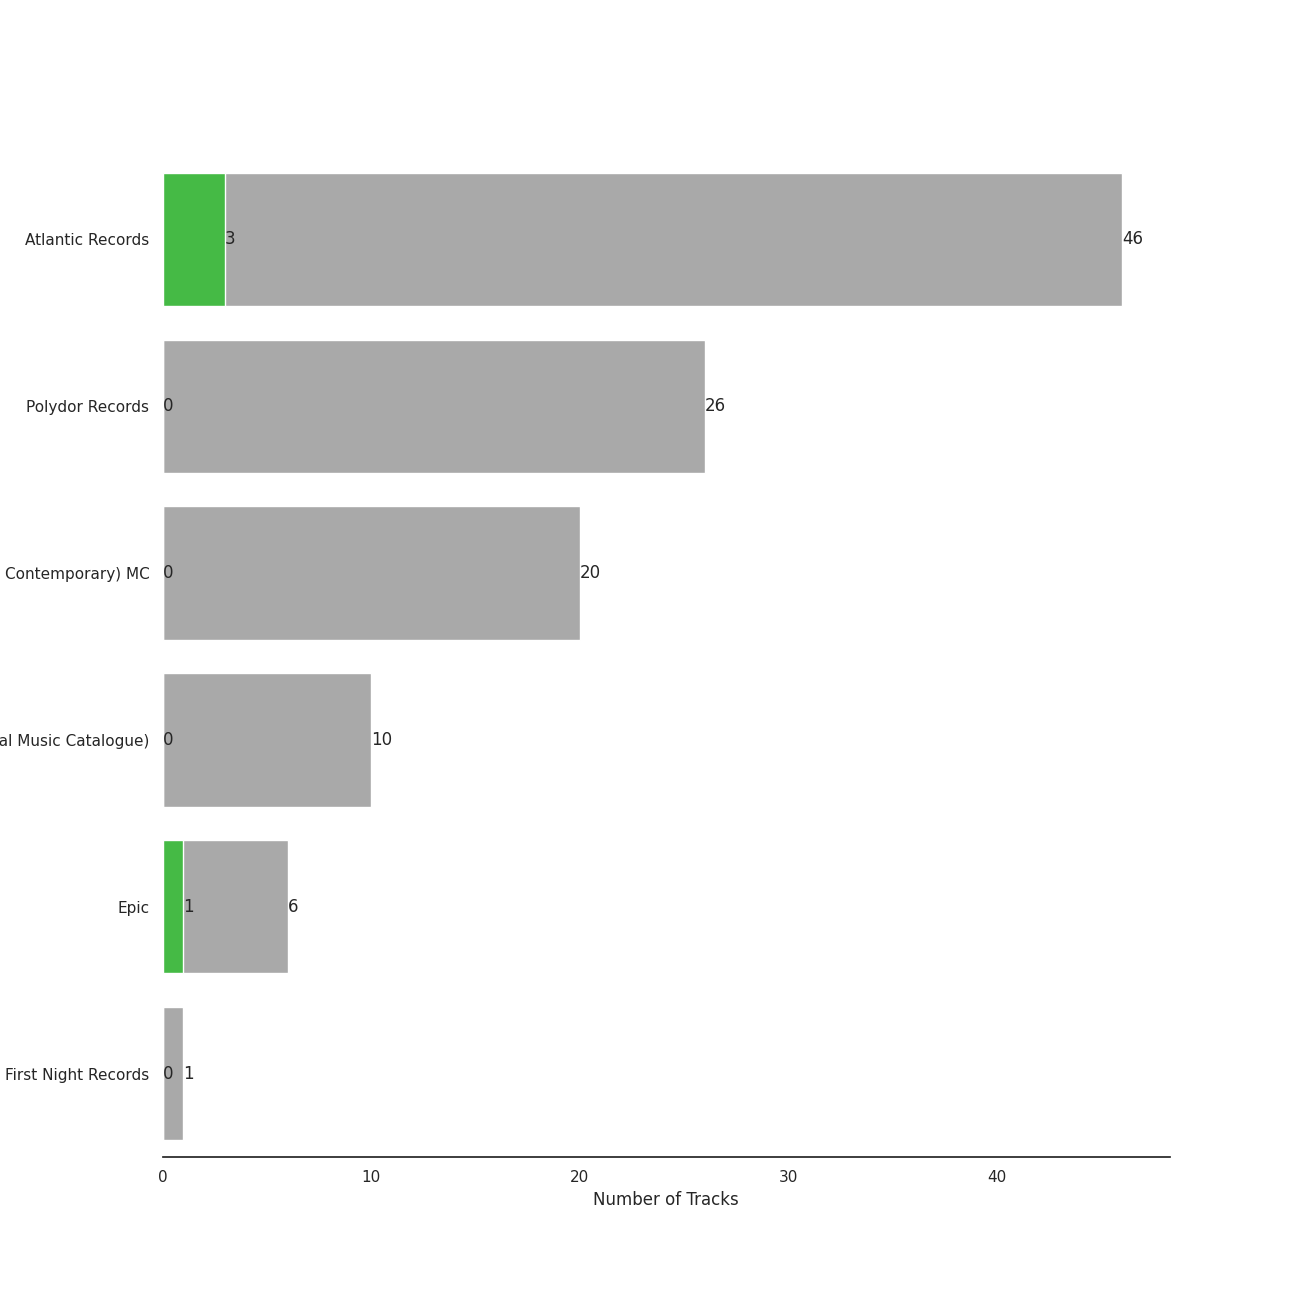 Atlantic Records 3 46
Polydor Records 0 26
Contemporary) MC 0 20
Music Catalogue) 0 10
Epic 1 6
First Night Records 0 1
0 10 20 30 40
Number of Tracks